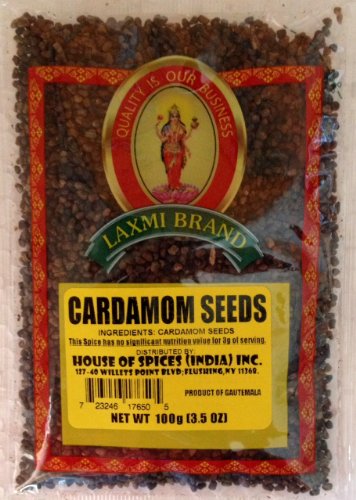 QUALITY IS OUR BUSINESS
LAXMI BRAND
CARDAMOM SEEDS
INGREDIENTS: CARDAMOM SEEDS
This Spice has no significant nutrition value for 3g of serving.
DISTRIBUTED BY
HOUSE OF SPICES (INDIA) INC.
127-40 WILLETS POINT BLVD; FLUSHING, NY 11368.
PRODUCT OF GAUTEMALA
7 23246 17650 5
NET WT 100g (3.5 OZ)